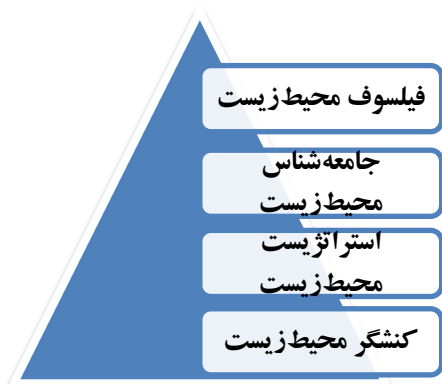 فیلسوف محیط‌زیست
جامعه‌شناس
محیط‌زیست
استراتژیست
محیط‌زیست
کنشگر محیط‌زیست